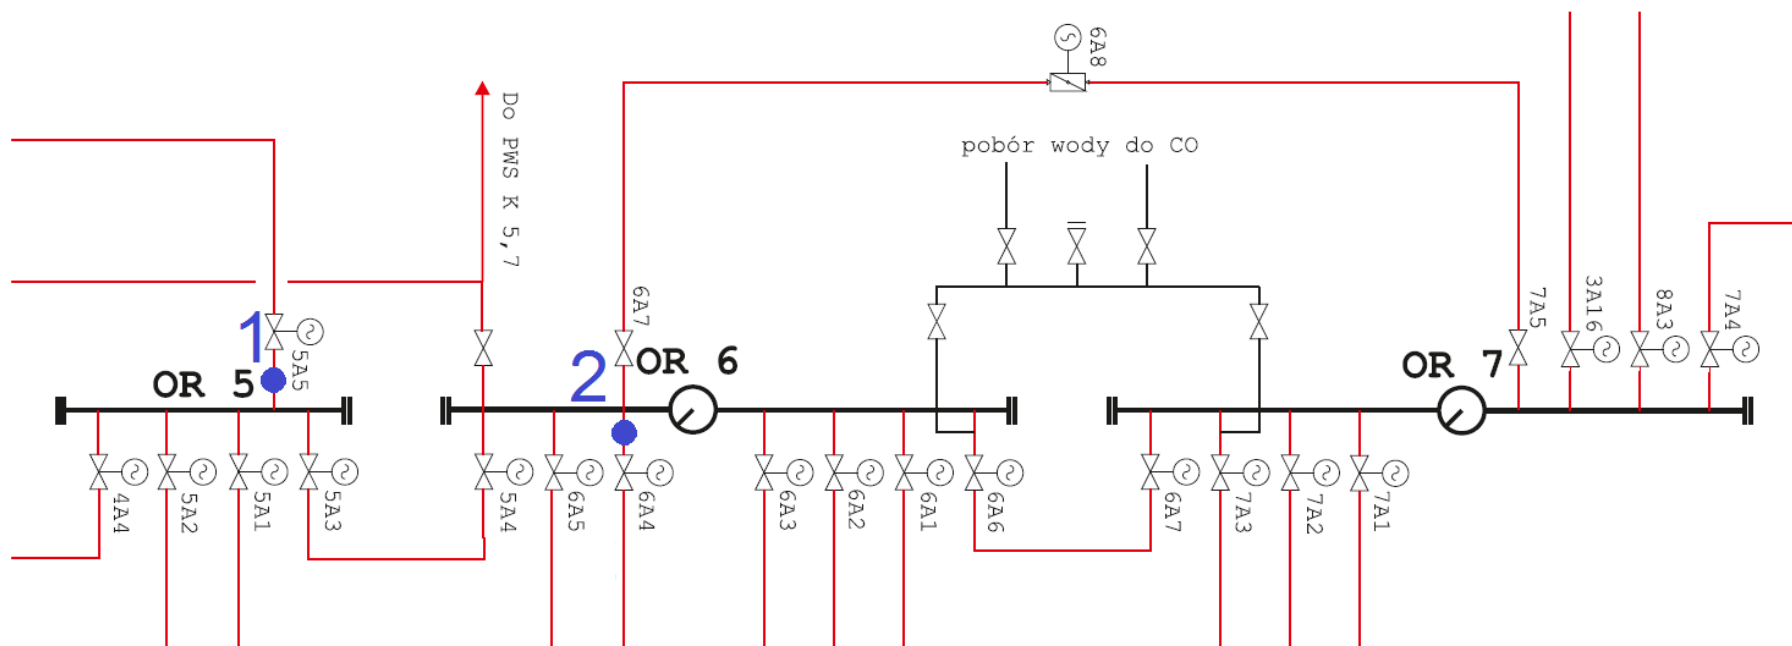 6A8
Do PWS K 5,7
pobór wody do CO
6A7
7A5
3A16
8A3
7A4
1
5A5
2
OR 5
OR 6
OR 7
4A4
5A2
5A1
5A3
5A4
6A5
6A4
6A3
6A2
6A1
6A6
6A7
7A3
7A2
7A1